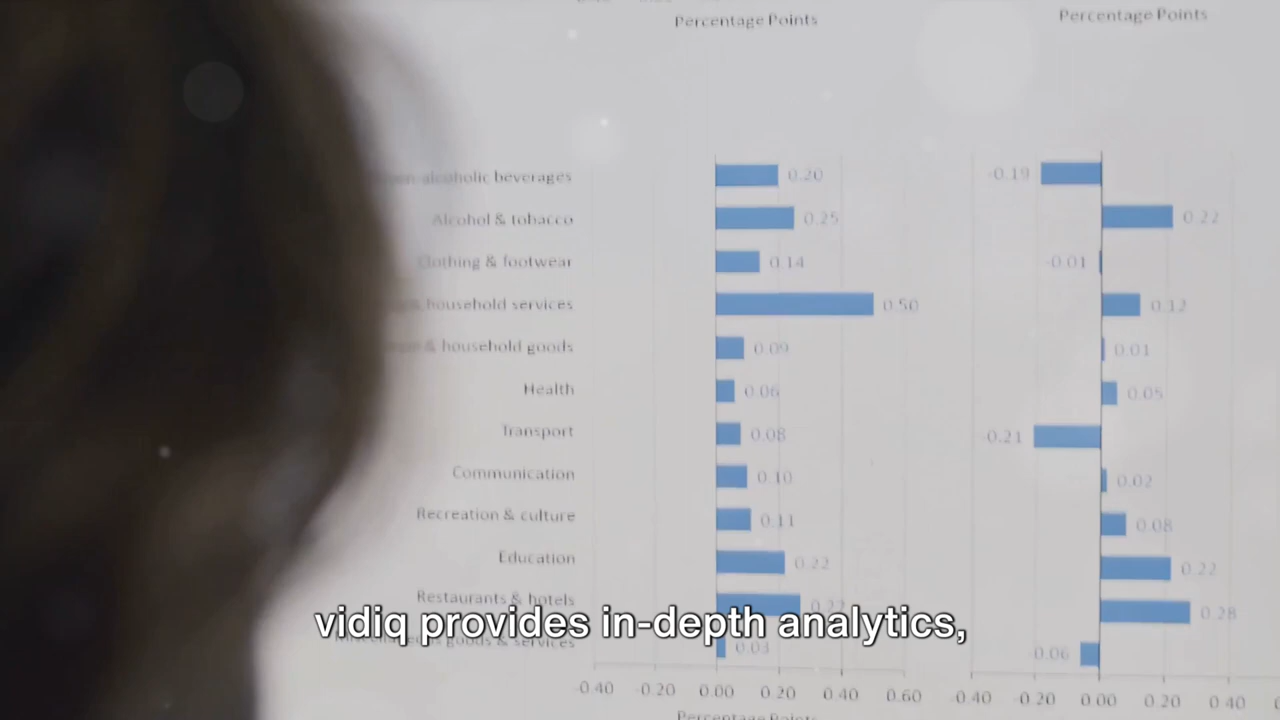 Percentage Points Percentage Points
alcoholic beverages 0.20 -0.19
Alcohol & tobacco 0.25 0.22
Clothing & footwear 0.14 -0.01
household services 0.50 0.12
& household goods 0.09 0.01
Health 0.06 0.05
Transport 0.08 -0.21
Communication 0.10 0.02
Recreation & culture 0.11 0.08
Education 0.22 0.22
Restaurants & hotels 0.28
vidiq provides in-depth analytics,
goods & services 0.03 0.06
-0.40 -0.20 0.00 0.20 0.40 0.60 -0.40 -0.20 0.00 0.20 0.40
Percentage Points